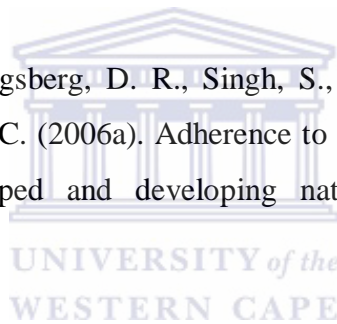 gsberg, D. R., Singh, S.,
C. (2006a). Adherence to
ped and developing nat
UNIVERSITY of the
WESTERN CAPE